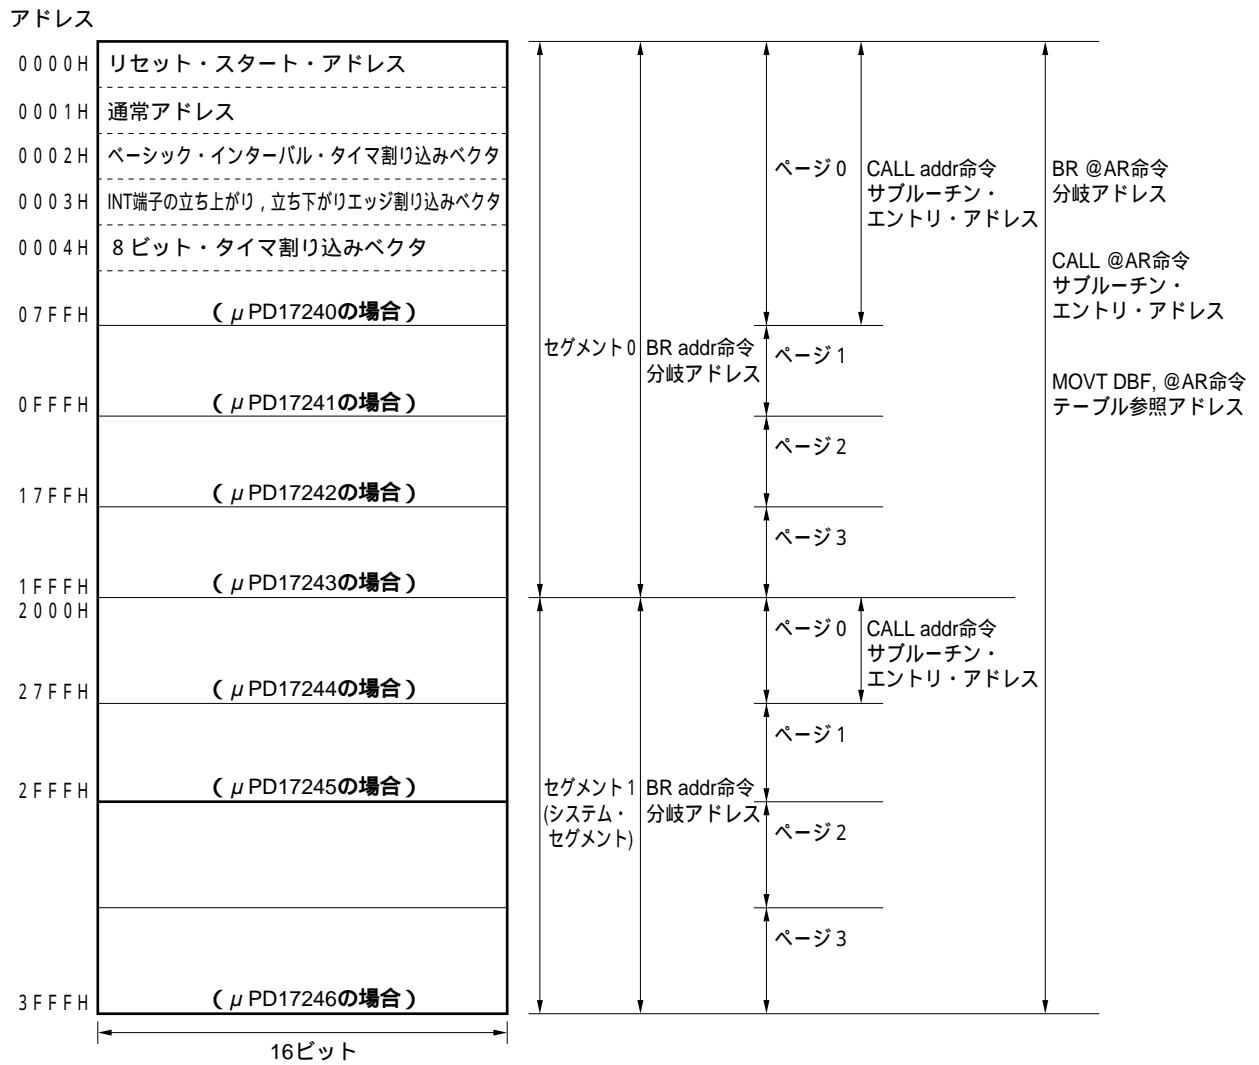 アドレス
0000H リセット・スタート・アドレス
0001H 通常アドレス
0002H ベーシック・インターバル・タイマ割り込みベクタ
0003H INT端子の立ち上がり,立ち下がりエッジ割り込みベクタ
0004H 8ビット・タイマ割り込みベクタ
07FFH (μPD17240の場合)
0FFFH (μPD17241の場合)
17FFH (μPD17242の場合)
1FFFH (μPD17243の場合)
2000H
27FFH (μPD17244の場合)
2FFFH (μPD17245の場合)
3FFFH (μPD17246の場合)
16ビット
セグメント0
BR addr命令
分岐アドレス
ページ0
CALL addr命令
サブルーチン・
エントリ・アドレス
ページ1
ページ2
ページ3
セグメント1
(システム・
セグメント)
BR addr命令
分岐アドレス
ページ0
CALL addr命令
サブルーチン・
エントリ・アドレス
ページ1
ページ2
ページ3
BR @AR命令
分岐アドレス
CALL @AR命令
サブルーチン・
エントリ・アドレス
MOVT DBF, @AR命令
テーブル参照アドレス